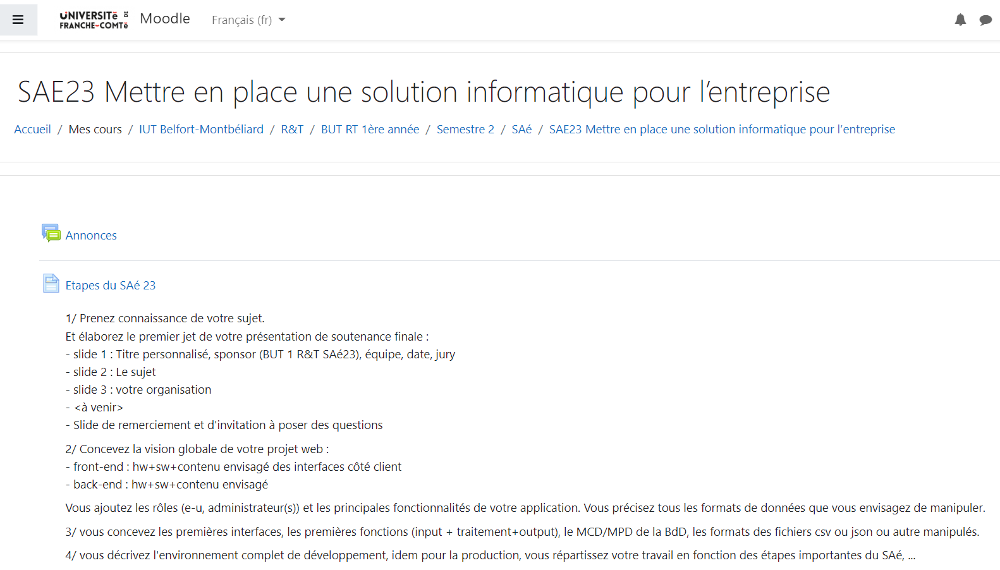 UNIVERSITē DE
FRANCHE-COMTē
Moodle
Français (fr)
SAE23 Mettre en place une solution informatique pour l’entreprise
Accueil / Mes cours / IUT Belfort-Montbéliard / R&T / BUT RT 1ère année / Semestre 2 / SAé / SAE23 Mettre en place une solution informatique pour l’entreprise
Annonces
Etapes du SAé 23
1/ Prenez connaissance de votre sujet.
Et élaborez le premier jet de votre présentation de soutenance finale :
- slide 1 : Titre personnalisé, sponsor (BUT 1 R&T SAé23), équipe, date, jury
- slide 2 : Le sujet
- slide 3 : votre organisation
- <à venir>
- Slide de remerciement et d'invitation à poser des questions
2/ Concevez la vision globale de votre projet web :
- front-end : hw+sw+contenu envisagé des interfaces côté client
- back-end : hw+sw+contenu envisagé
Vous ajoutez les rôles (e-u, administrateur(s)) et les principales fonctionnalités de votre application. Vous précisez tous les formats de données que vous envisagez de manipuler.
3/ vous concevez les premières interfaces, les premières fonctions (input + traitement+output), le MCD/MPD de la BdD, les formats des fichiers csv ou json ou autre manipulés.
4/ vous décrivez l'environnement complet de développement, idem pour la production, vous répartissez votre travail en fonction des étapes importantes du SAé, ...